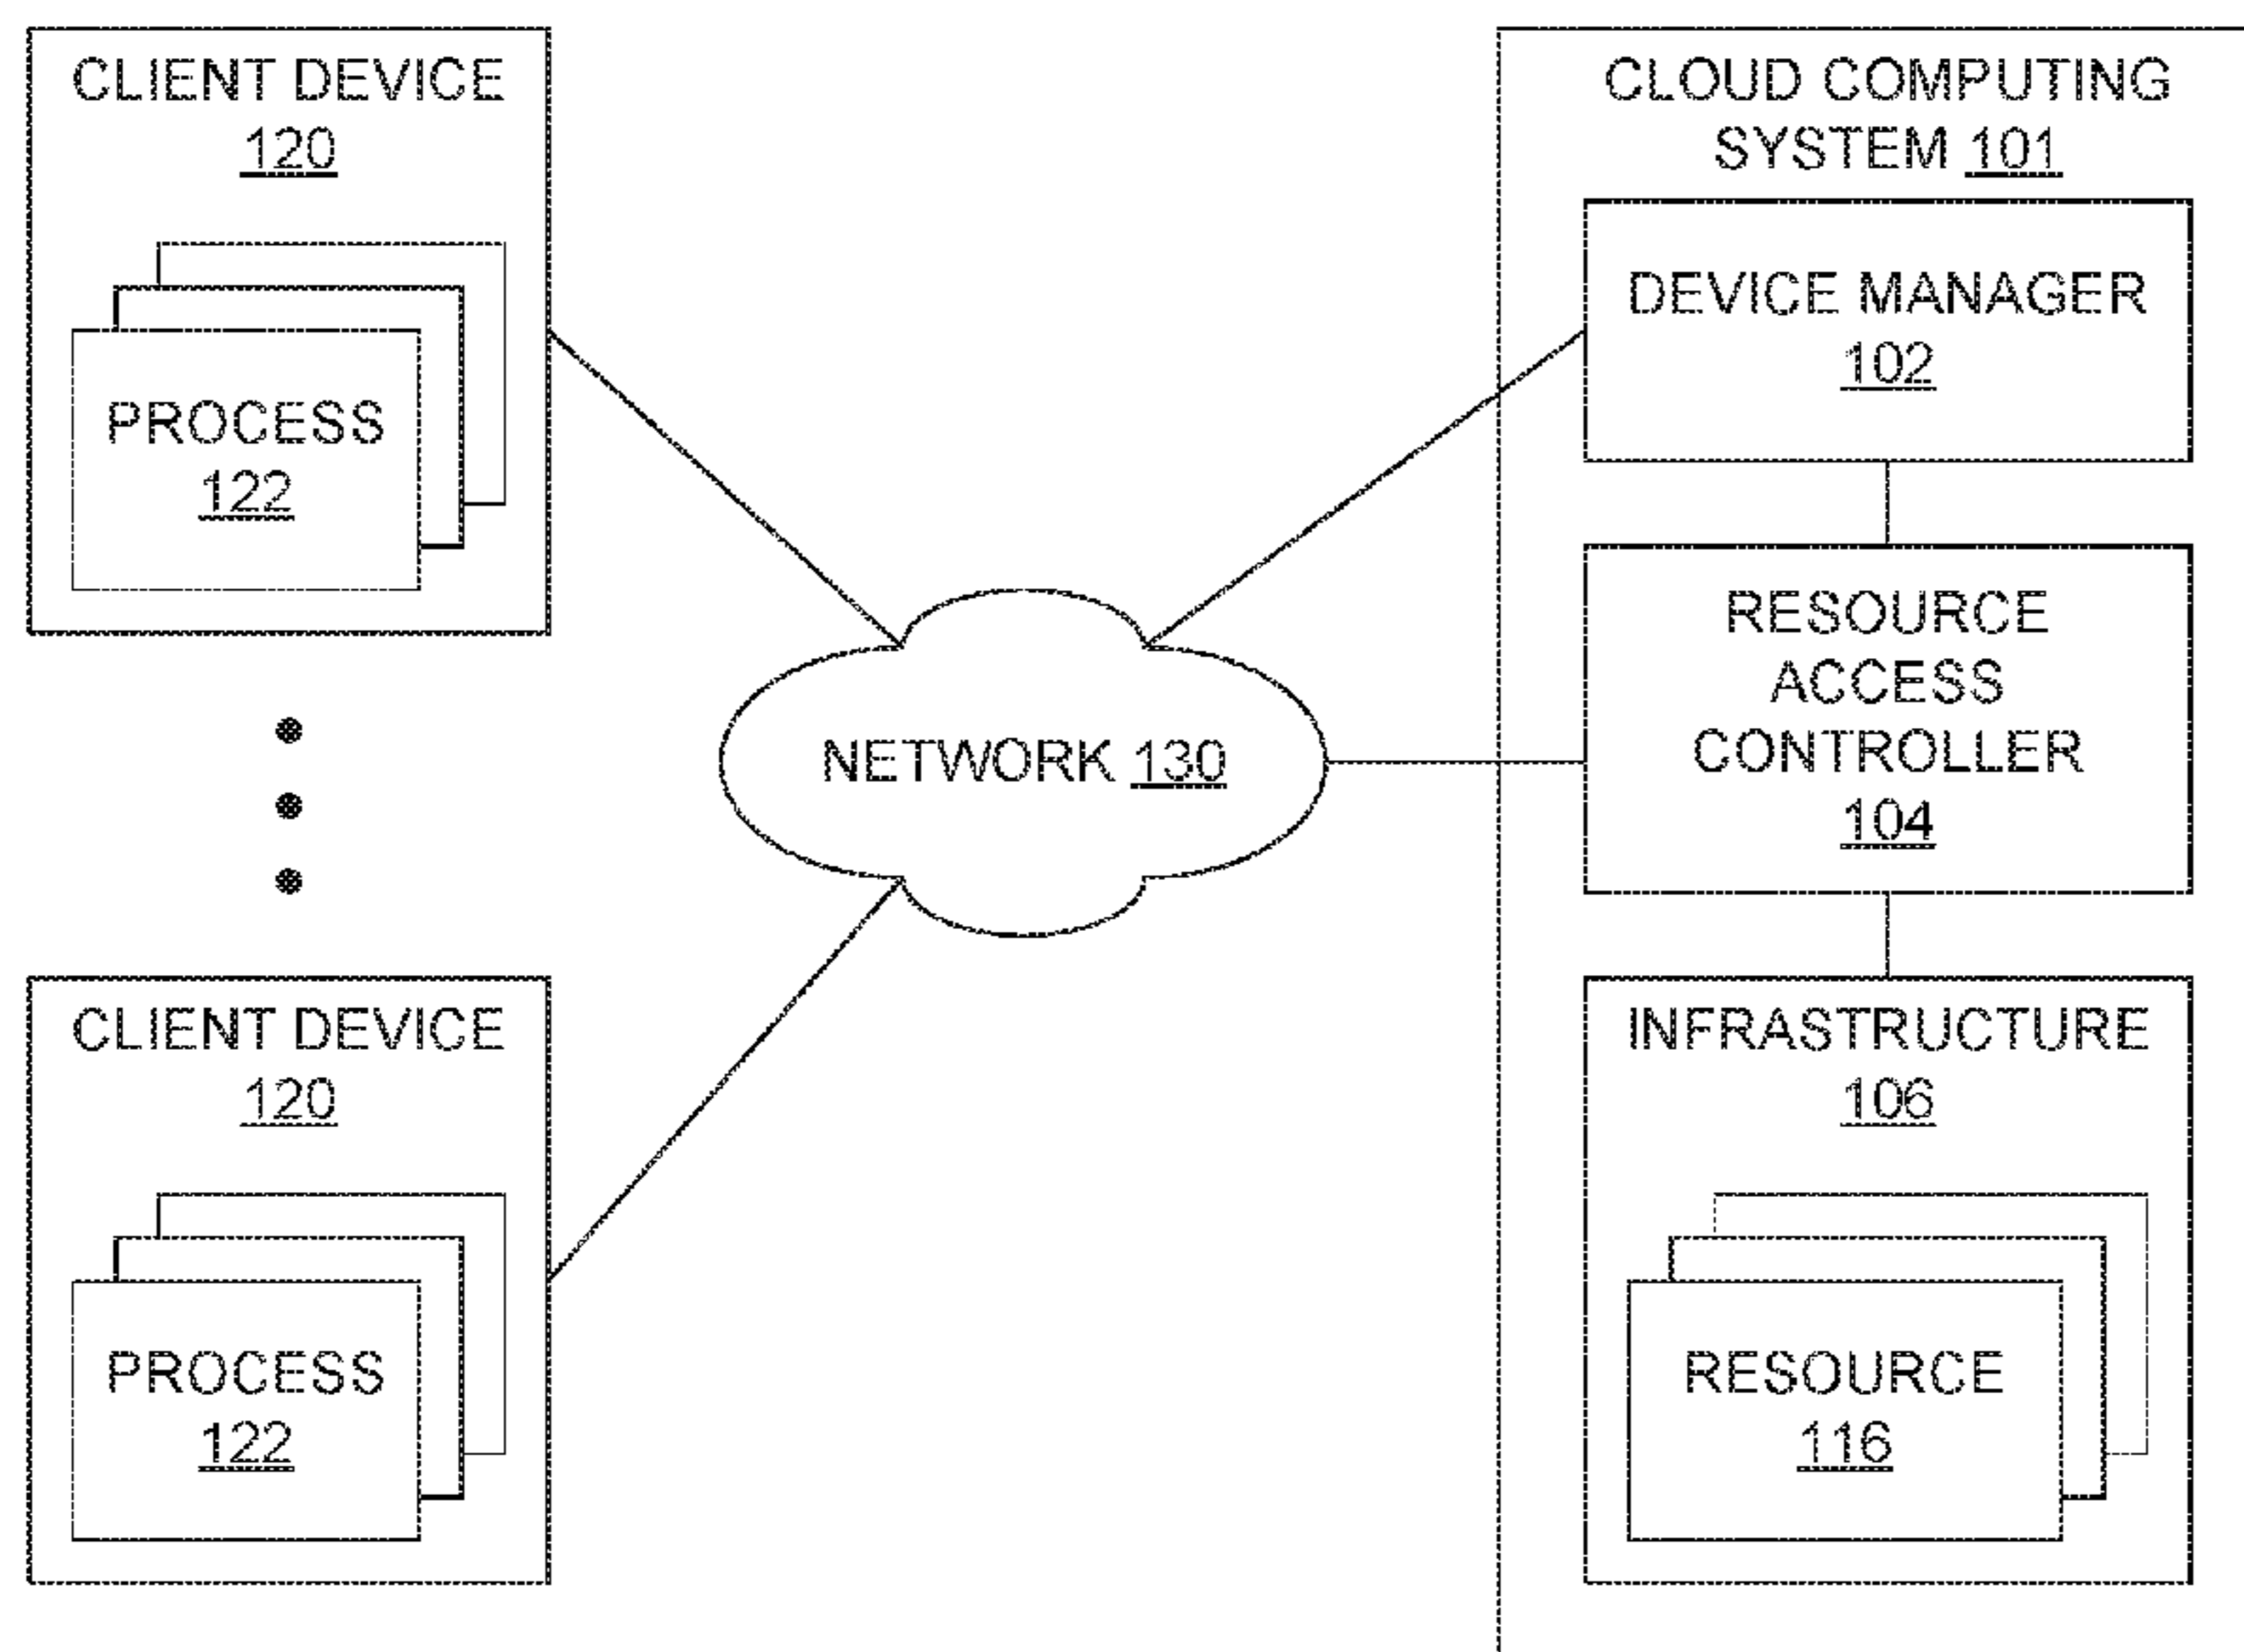 CLIENT DEVICE
120
PROCESS
122
CLIENT DEVICE
120
PROCESS
122
NETWORK 130
CLOUD COMPUTING
SYSTEM 101
DEVICE MANAGER
102
RESOURCE
ACCESS
CONTROLLER
104
INFRASTRUCTURE
106
RESOURCE
116